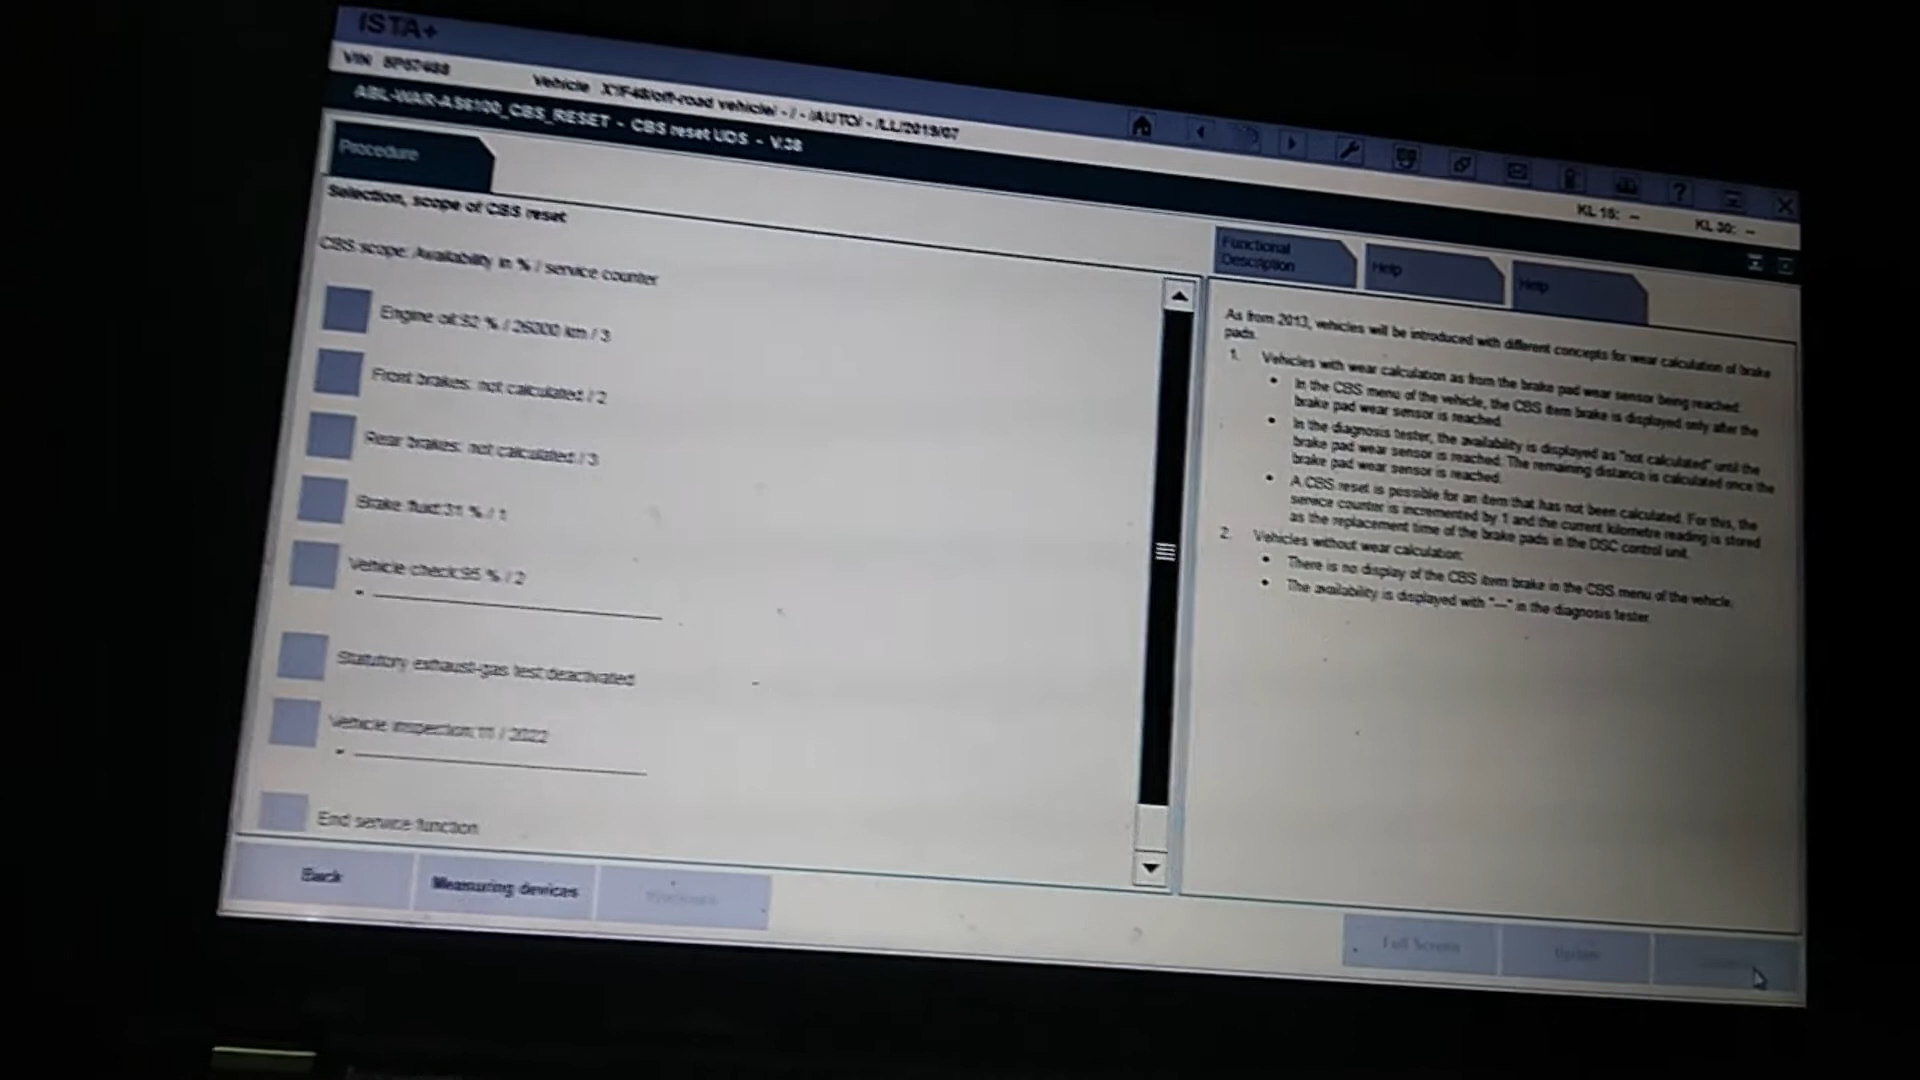 ISTA+
VIN 5P67488
Vehicle X1/F48/off-road vehicle/ - / - /AUTO/ - /LL/2019/07
ABL-WAR-AS6100_CBS_RESET - CBS reset UDS - V.38
KL 15: --
KL 30: --
Procedure
Selection, scope of CBS reset
CBS scope: Availability in % / service counter
Engine oil:92 % / 26000 km / 3
Front brakes: not calculated / 2
Rear brakes: not calculated / 3
Brake fluid:31 % / 1
Vehicle check:95 % / 2
Statutory exhaust-gas test:deactivated
Vehicle inspection:11 / 2022
End service function
Back
Measuring devices
Functional
Description
Help
Help
As from 2013, vehicles will be introduced with different concepts for wear calculation of brake
pads.
1. Vehicles with wear calculation as from the brake pad wear sensor being reached:
• In the CBS menu of the vehicle, the CBS item brake is displayed only after the
brake pad wear sensor is reached.
• In the diagnosis tester, the availability is displayed as "not calculated" until the
brake pad wear sensor is reached. The remaining distance is calculated once the
brake pad wear sensor is reached.
• A CBS reset is possible for an item that has not been calculated. For this, the
service counter is incremented by 1 and the current kilometre reading is stored
as the replacement time of the brake pads in the DSC control unit.
2. Vehicles without wear calculation:
• There is no display of the CBS item brake in the CBS menu of the vehicle.
• The availability is displayed with "---" in the diagnosis tester.
Full Screen
Update